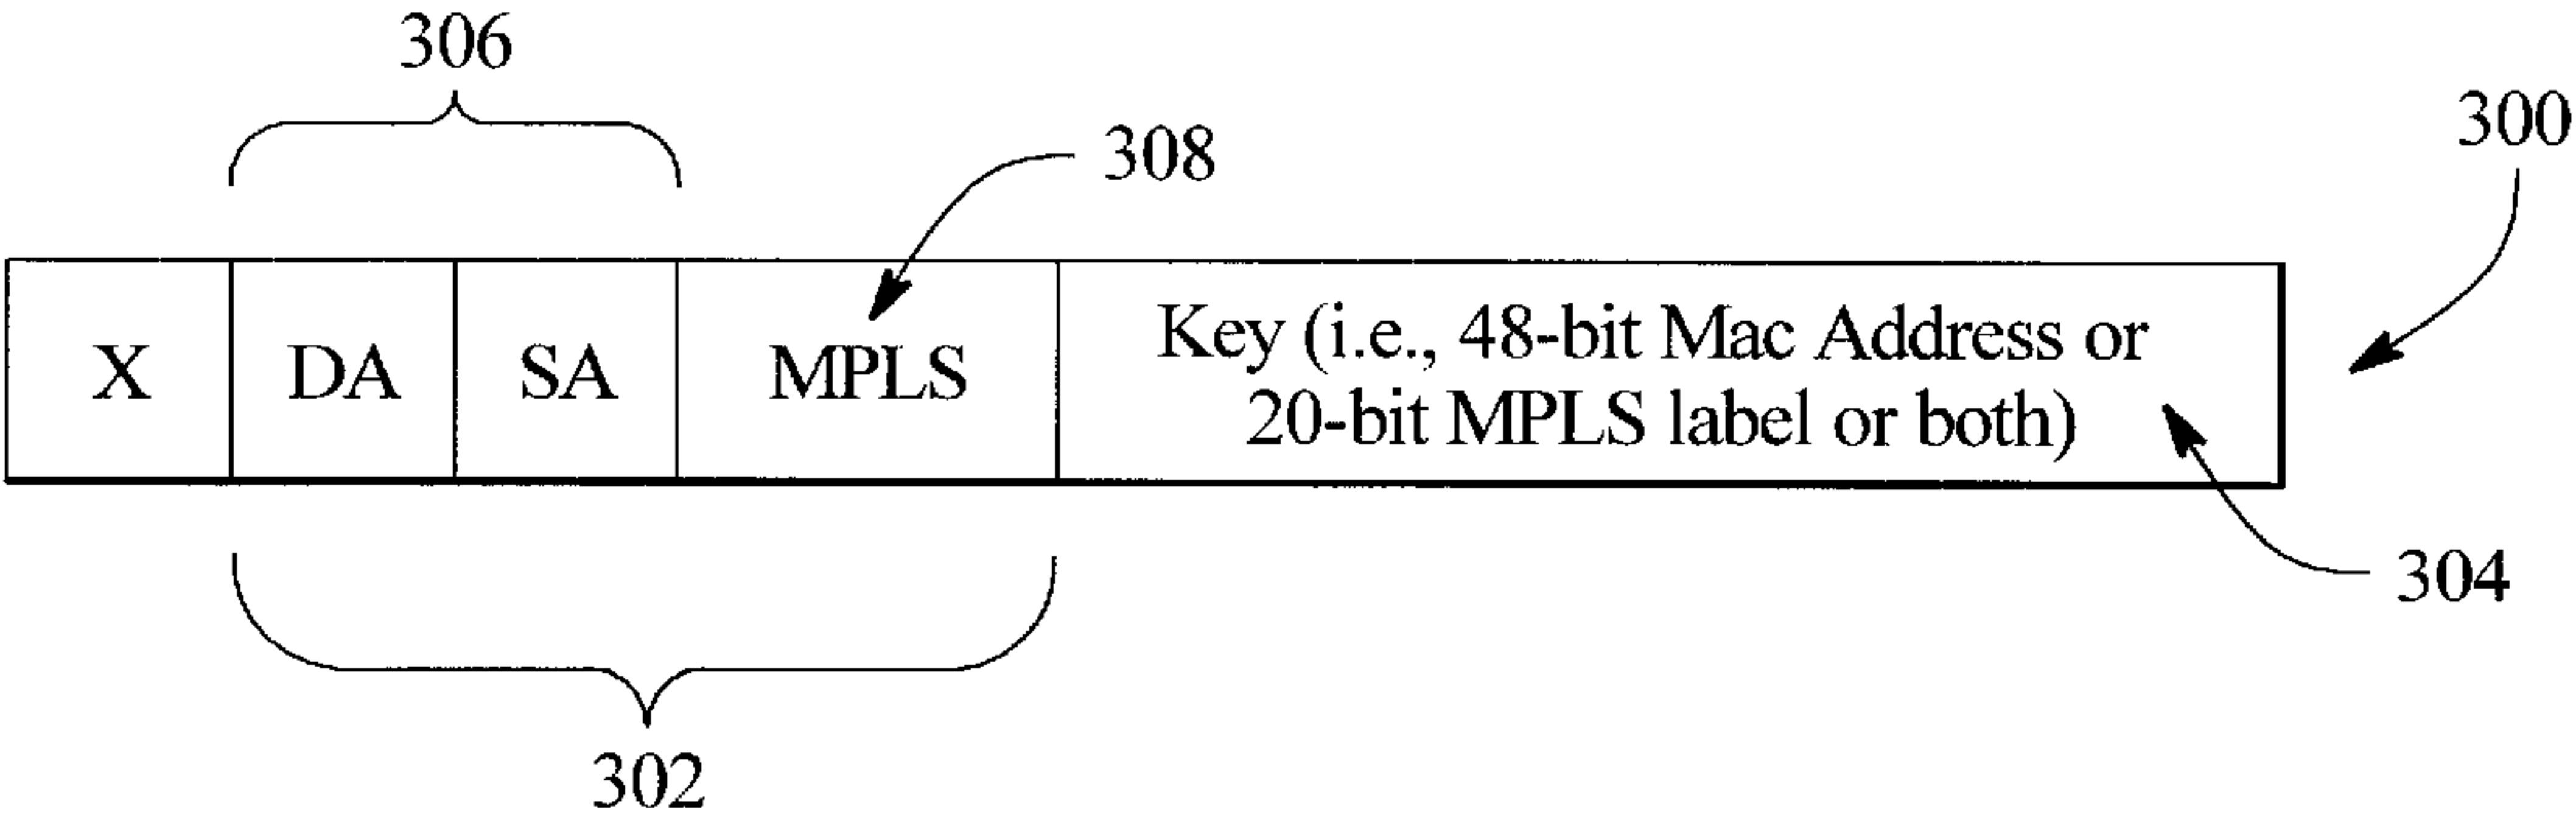 306
308
300
X
DA
SA
MPLS
Key (i.e., 48-bit Mac Address or
20-bit MPLS label or both)
304
302